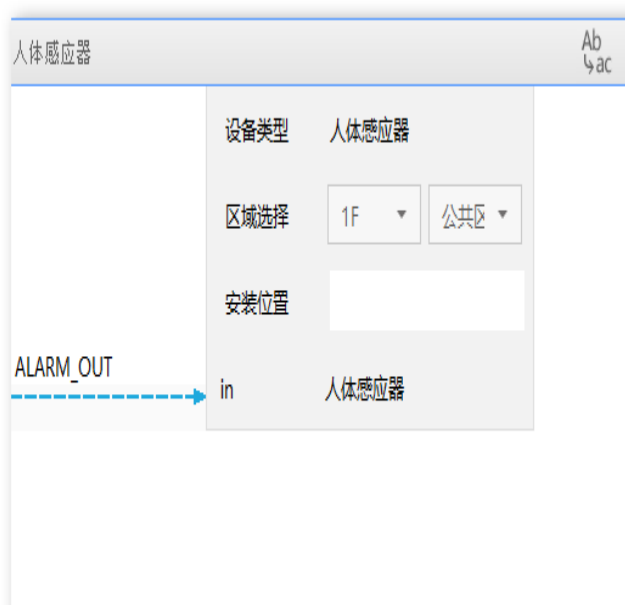 人体感应器
Ab
ac
设备类型 人体感应器
区域选择 1F 公共区
安装位置
ALARM_OUT
in 人体感应器